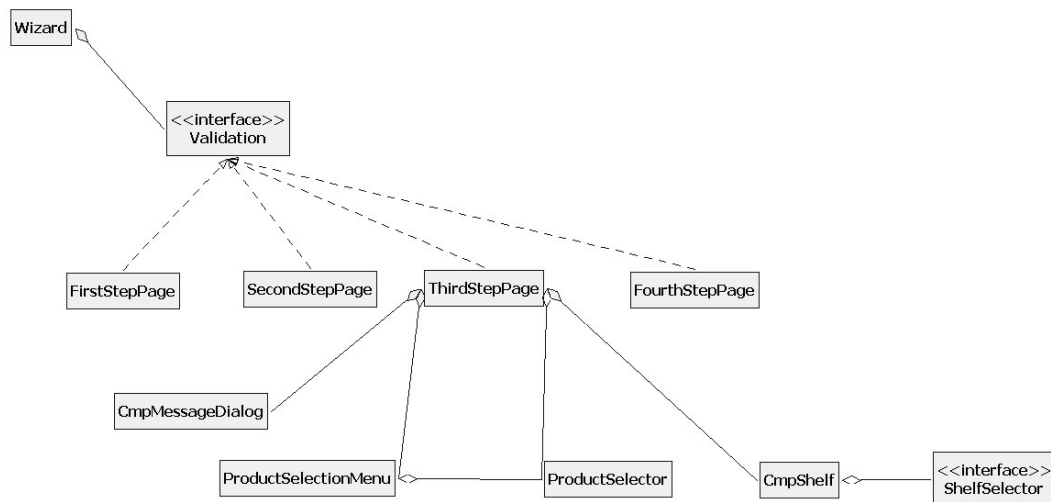 Wizard
<<interface>>
Validation
FirstStepPage
SecondStepPage
ThirdStepPage
FourthStepPage
CmpMessageDialog
ProductSelectionMenu
ProductSelector
CmpShelf
<<interface>>
ShelfSelector